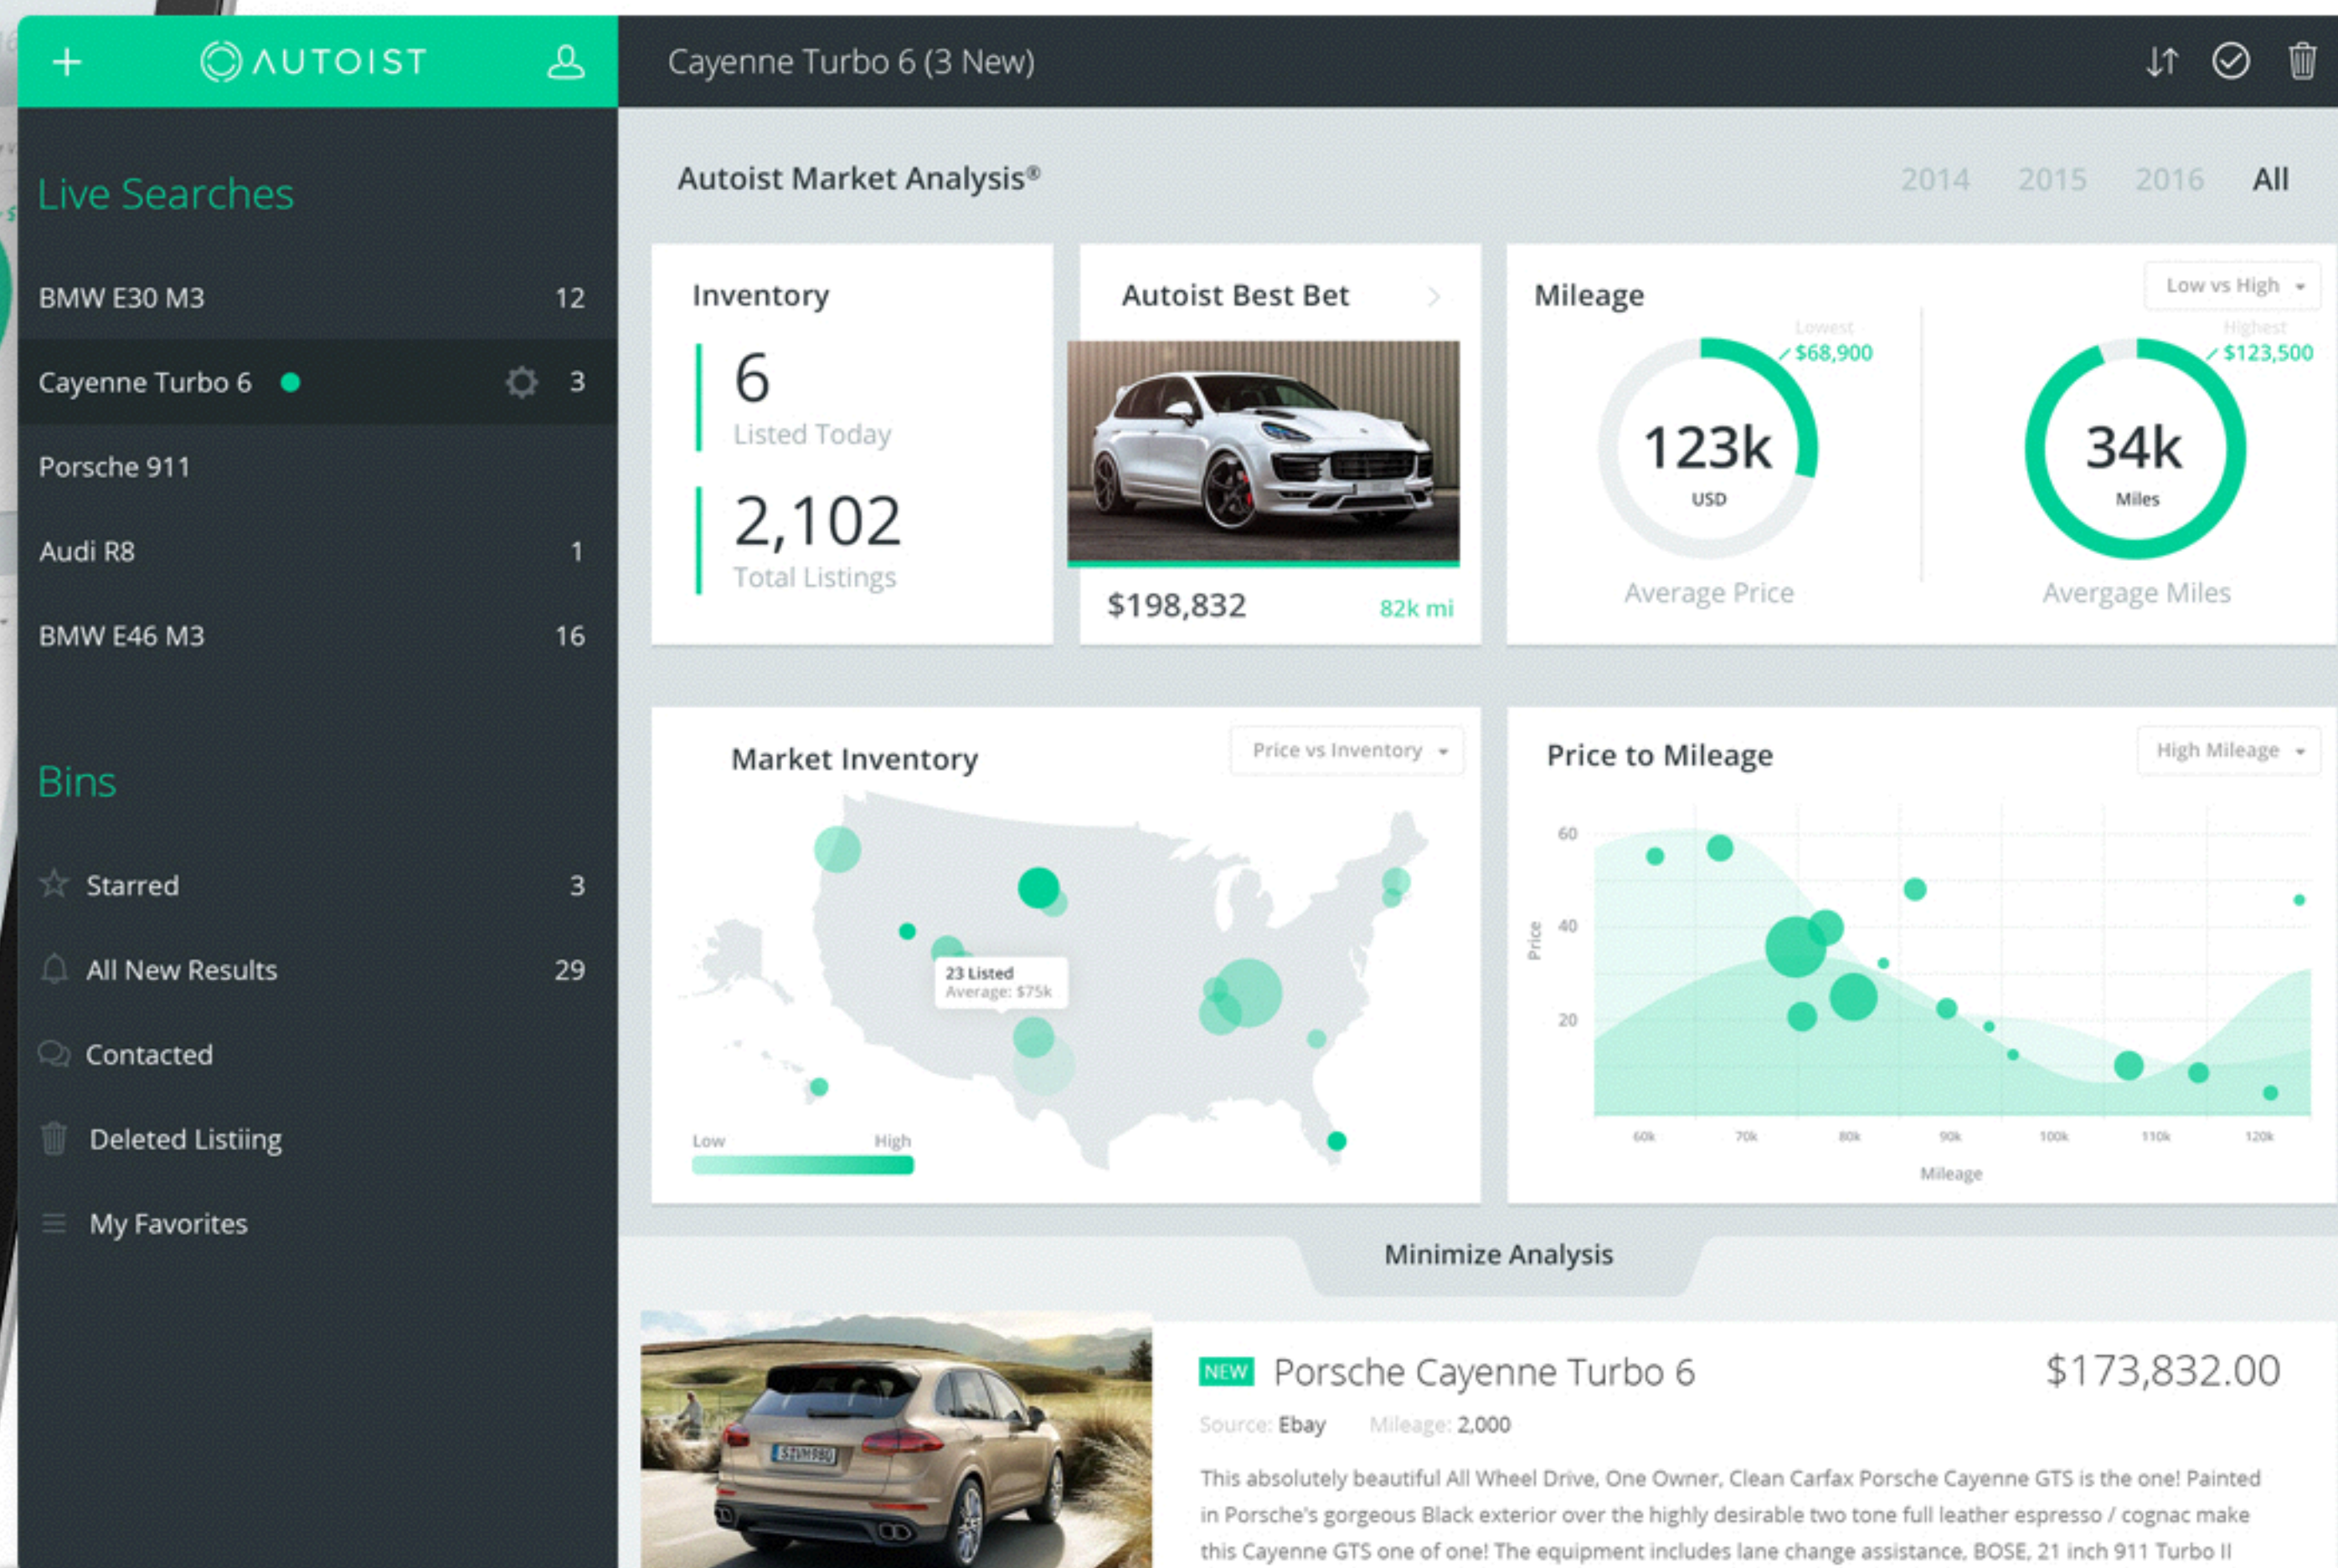 AUTOIST
Cayenne Turbo 6 (3 New)
Live Searches
BMW E30 M3 12
Cayenne Turbo 6 3
Porsche 911
Audi R8 1
BMW E46 M3 16
Bins
Starred 3
All New Results 29
Contacted
Deleted Listiing
My Favorites
Autoist Market Analysis®
2014 2015 2016 All
Inventory
6
Listed Today
2,102
Total Listings
Autoist Best Bet
$198,832 82k mi
Mileage
Low vs High
Lowest
$68,900
123k
USD
Average Price
Highest
$123,500
34k
Miles
Avergage Miles
Market Inventory
Price vs Inventory
23 Listed
Average: $75k
Low High
Price to Mileage
High Mileage
60
40
20
Price
60k 70k 80k 90k 100k 110k 120k
Mileage
Minimize Analysis
NEW Porsche Cayenne Turbo 6 $173,832.00
Source: Ebay Mileage: 2,000
This absolutely beautiful All Wheel Drive, One Owner, Clean Carfax Porsche Cayenne GTS is the one! Painted
in Porsche's gorgeous Black exterior over the highly desirable two tone full leather espresso / cognac make
this Cayenne GTS one of one! The equipment includes lane change assistance, BOSE, 21 inch 911 Turbo II